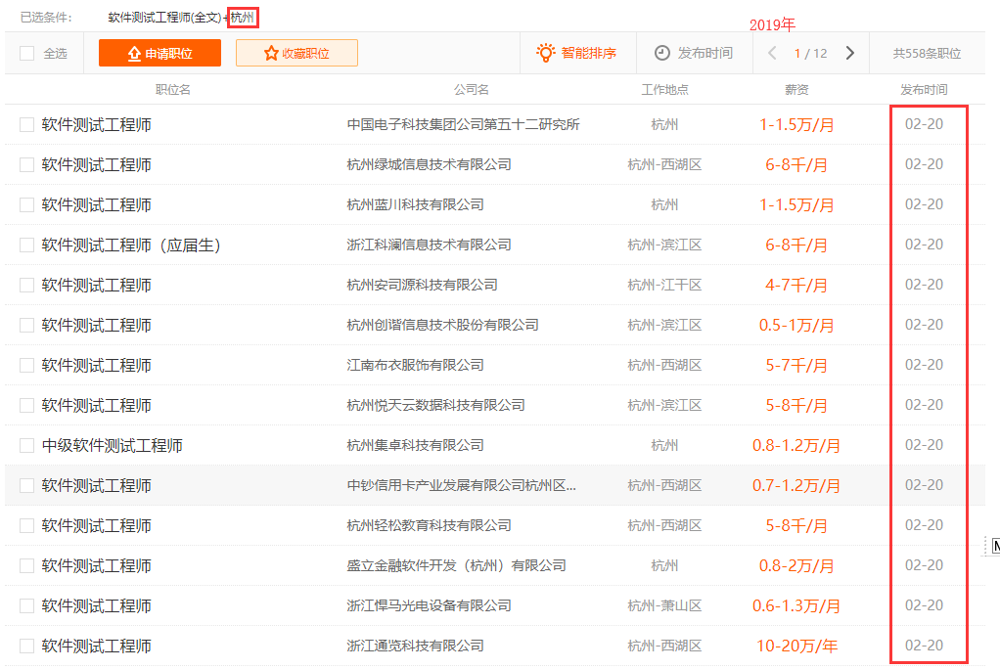 已选条件: 软件测试工程师(全文)+杭州
2019年
全选 申请职位 收藏职位 智能排序 发布时间 1 / 12 共558条职位
职位名 公司名 工作地点 薪资 发布时间
软件测试工程师 中国电子科技集团公司第五十二研究所 杭州 1-1.5万/月 02-20
软件测试工程师 杭州绿城信息技术有限公司 杭州-西湖区 6-8千/月 02-20
软件测试工程师 杭州蓝川科技有限公司 杭州 1-1.5万/月 02-20
软件测试工程师（应届生） 浙江科澜信息技术有限公司 杭州-滨江区 6-8千/月 02-20
软件测试工程师 杭州安司源科技有限公司 杭州-江干区 4-7千/月 02-20
软件测试工程师 杭州创谐信息技术股份有限公司 杭州-滨江区 0.5-1万/月 02-20
软件测试工程师 江南布衣服饰有限公司 杭州-西湖区 5-7千/月 02-20
软件测试工程师 杭州悦天云数据科技有限公司 杭州-滨江区 5-8千/月 02-20
中级软件测试工程师 杭州集卓科技有限公司 杭州 0.8-1.2万/月 02-20
软件测试工程师 中钞信用卡产业发展有限公司杭州区... 杭州-西湖区 0.7-1.2万/月 02-20
软件测试工程师 杭州轻松教育科技有限公司 杭州-西湖区 5-8千/月 02-20
软件测试工程师 盛立金融软件开发（杭州）有限公司 杭州 0.8-2万/月 02-20
软件测试工程师 浙江悍马光电设备有限公司 杭州-萧山区 0.6-1.3万/月 02-20
软件测试工程师 浙江通览科技有限公司 杭州-西湖区 10-20万/年 02-20